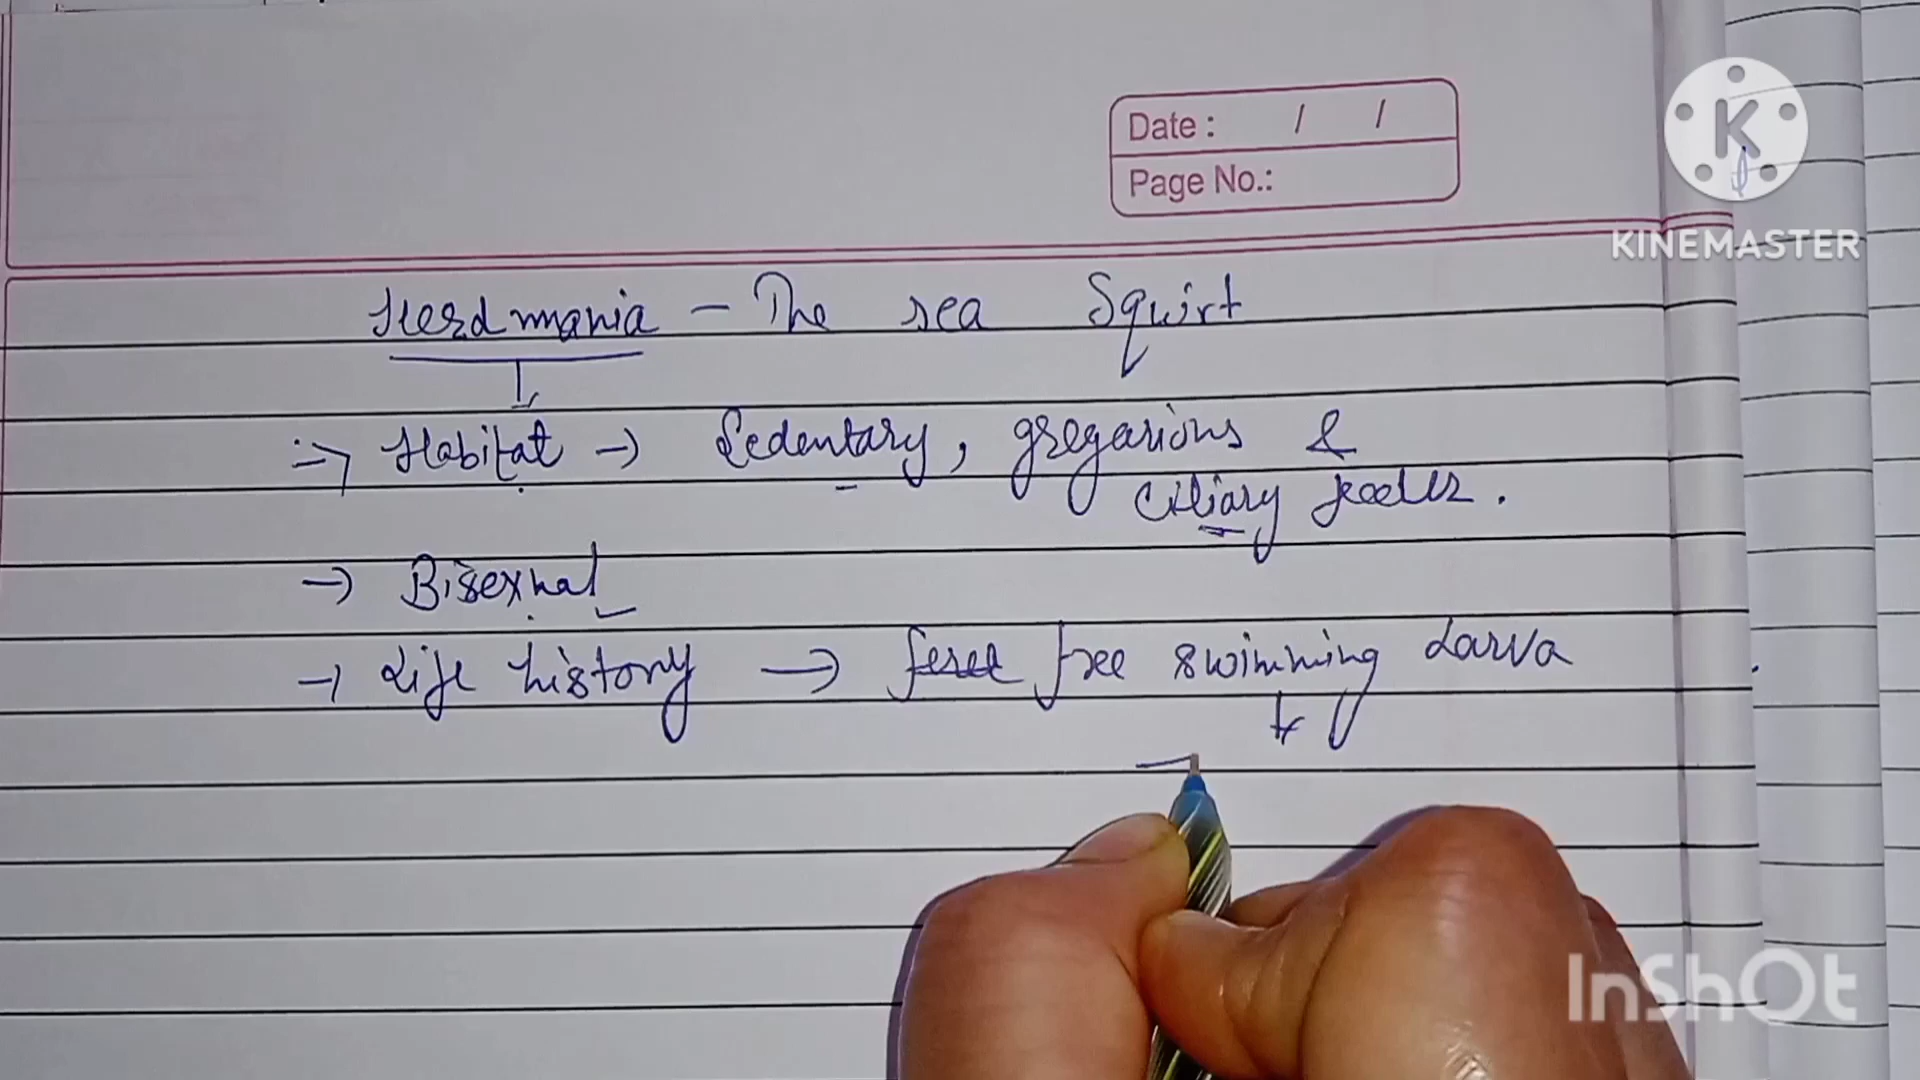 Date : / /
Page No.:
KINEMASTER
Herdmania - The sea Squirt
→ Habitat → Sedentary, gregarious &
ciliary feeder.
→ Bisexual
→ Life history → free swimming Larva
InShOt